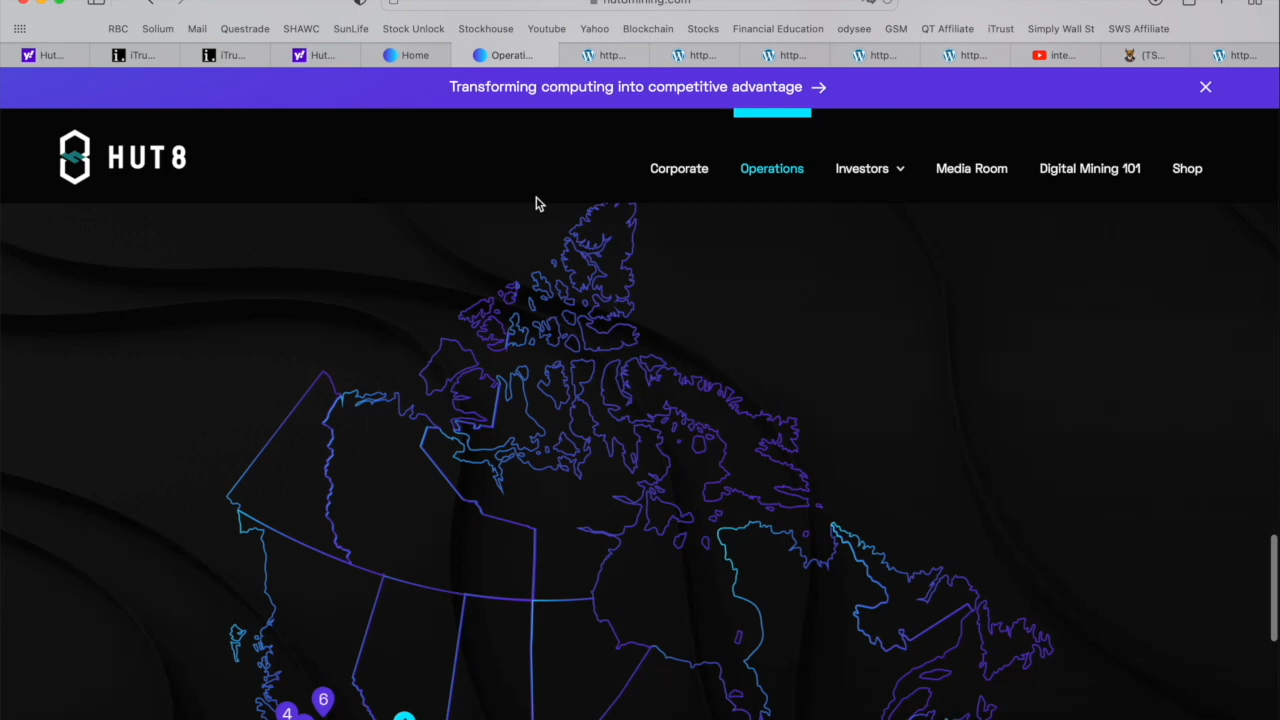 RBC Solium Mail Questrade SHAWC SunLife Stock Unlock Stockhouse Youtube Yahoo Blockchain Stocks Financial Education odysee GSM QT Affiliate iTrust Simply Wall St SWS Affiliate
Hut... iTru... iTru... Hut... Home Operati... http... http... http... http... http... inte... (TS... http...
Transforming computing into competitive advantage →
HUT 8
Corporate Operations Investors Media Room Digital Mining 101 Shop
6
4